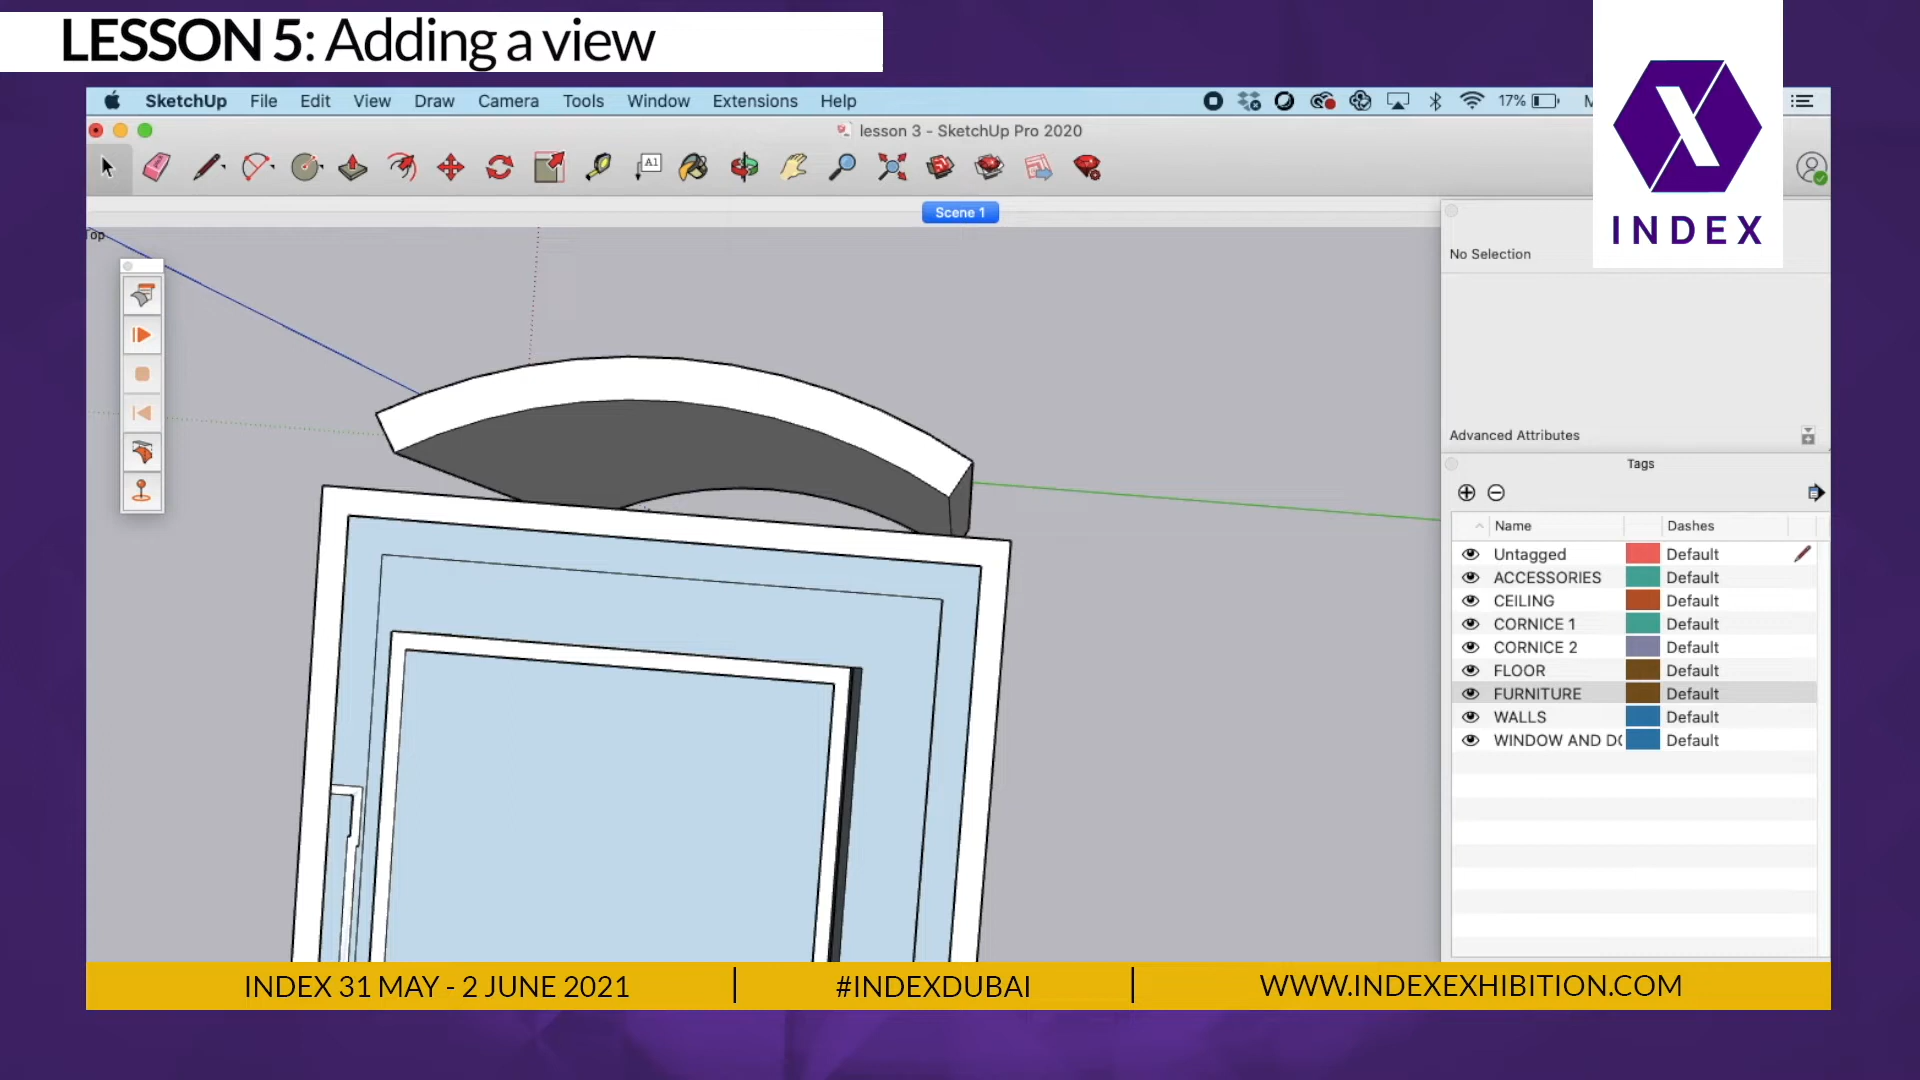 LESSON 5: Adding a view
SketchUp File Edit View Draw Camera Tools Window Extensions Help
17%
lesson 3 - SketchUp Pro 2020
A1
INDEX
Scene 1
No Selection
Advanced Attributes
Tags
Name Dashes
Untagged Default
ACCESSORIES Default
CEILING Default
CORNICE 1 Default
CORNICE 2 Default
FLOOR Default
FURNITURE Default
WALLS Default
WINDOW AND Default
INDEX 31 MAY - 2 JUNE 2021
#INDEXDUBAI
WWW.INDEXEXHIBITION.COM